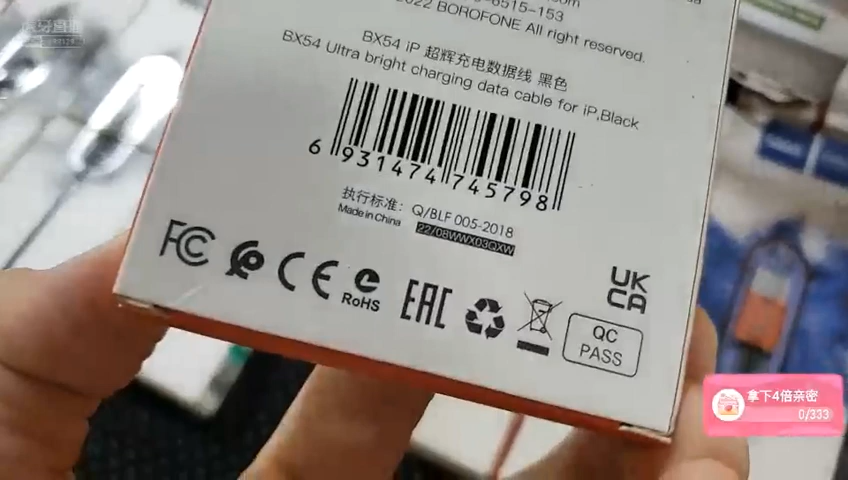 6515-153
2022 BOROFONE All right reserved.
BX54 iP 超辉充电数据线 黑色
BX54 Ultra bright charging data cable for iP,Black
6 931474 745798
执行标准: Q/BLF 005-2018
Made in China
22/08WWX03QXW
FC
CE
RoHS
EAC
UK
CA
QC
PASS
拿下4倍亲密
0/333